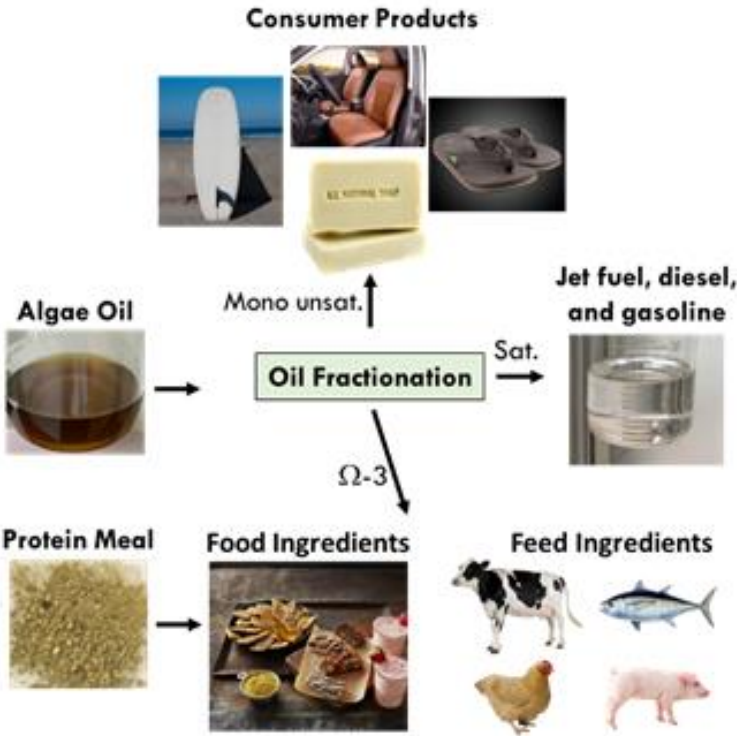 Consumer Products
Jet fuel, diesel,
and gasoline
Algae Oil
Mono unsat.
Sat.
Oil Fractionation
Ω-3
Protein Meal
Food Ingredients
Feed Ingredients